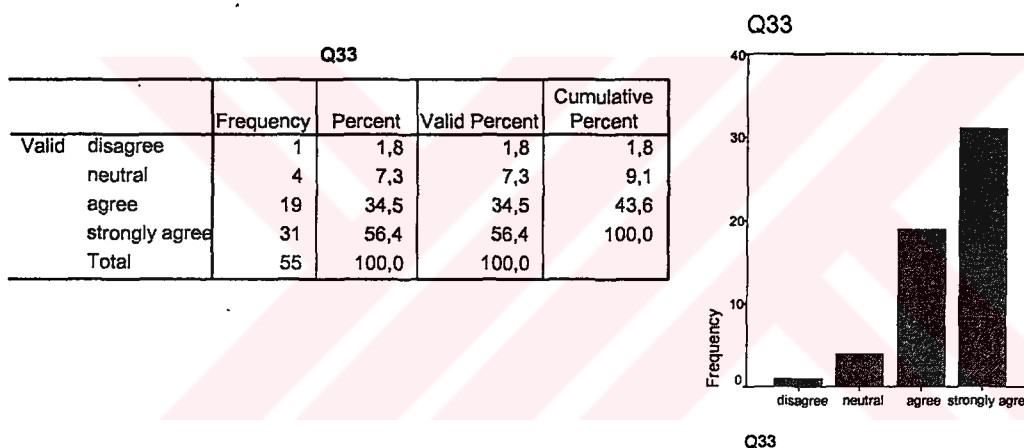 Q33
Frequency Percent Valid Percent Cumulative Percent
Valid disagree 1 1,8 1,8 1,8
neutral 4 7,3 7,3 9,1
agree 19 34,5 34,5 43,6
strongly agree 31 56,4 56,4 100,0
Total 55 100,0 100,0
Q33
40
30
20
10
0
Frequency
disagree neutral agree strongly agre
Q33